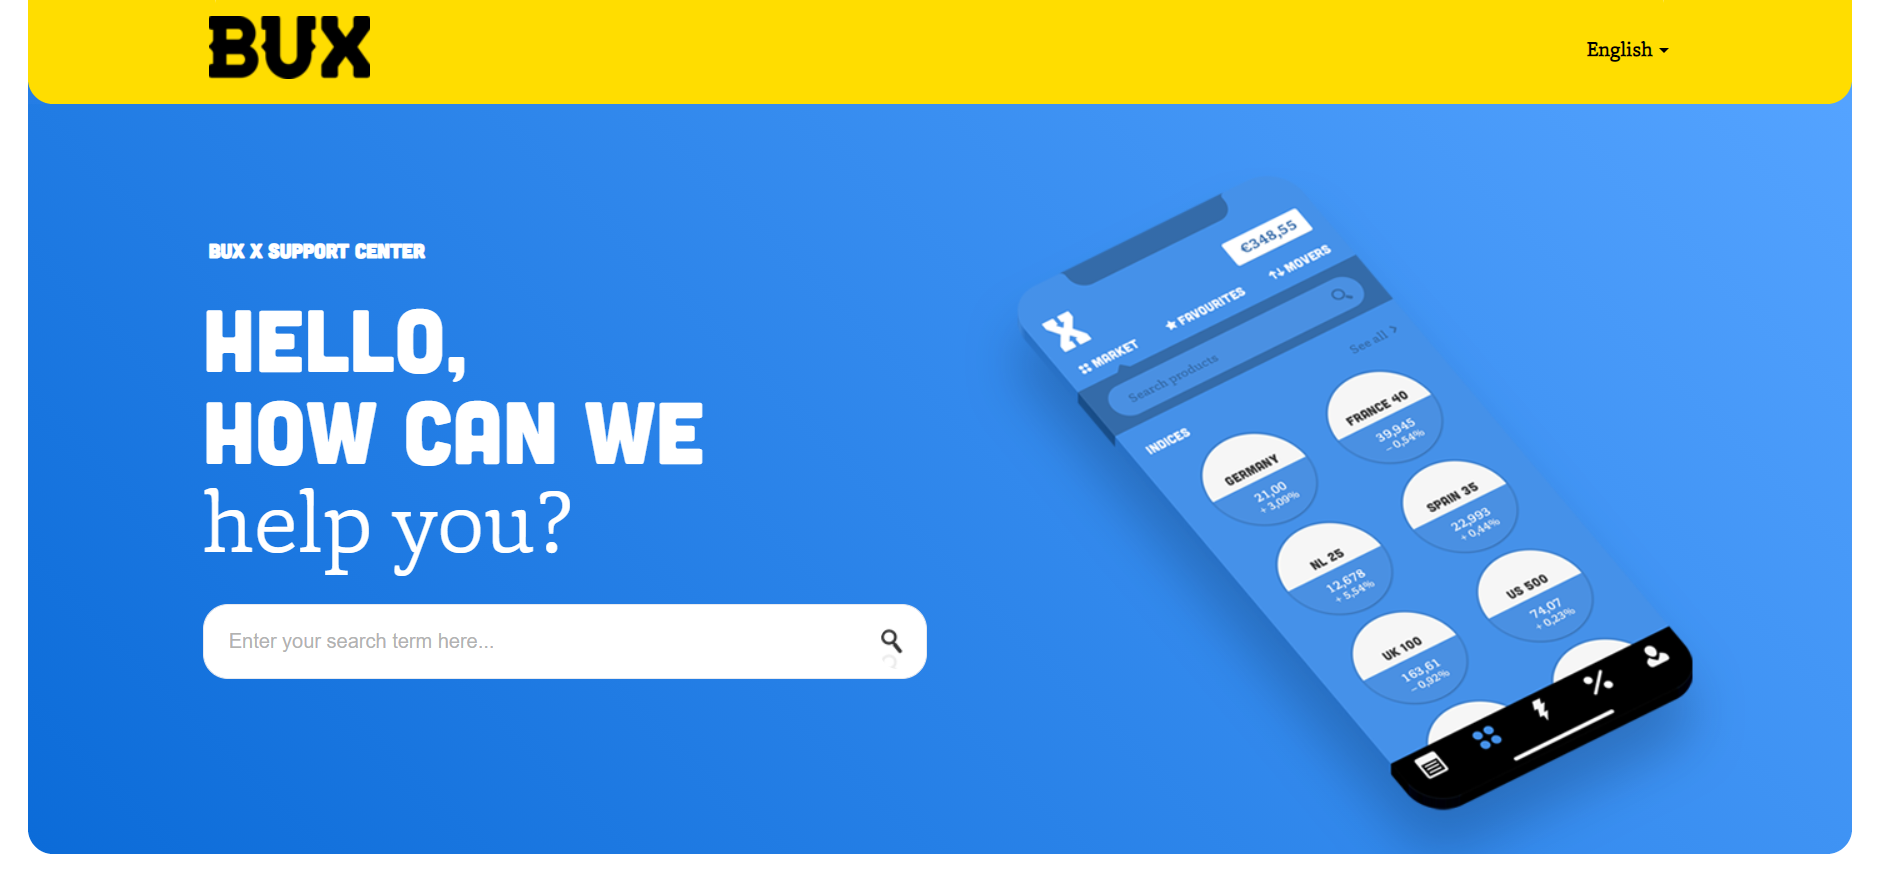 BUX
English
BUX X SUPPORT CENTER
HELLO,
HOW CAN WE
help you?
Enter your search term here...
€348,55
X
MARKET
FAVOURITES
MOVERS
Search products
See all >
INDICES
GERMANY
21,00
+ 3,09%
FRANCE 40
39,945
– 0,54%
NL 25
12,678
+ 5,54%
SPAIN 35
22,993
+ 0,44%
UK 100
163,61
– 0,92%
US 500
74,07
+ 0,23%